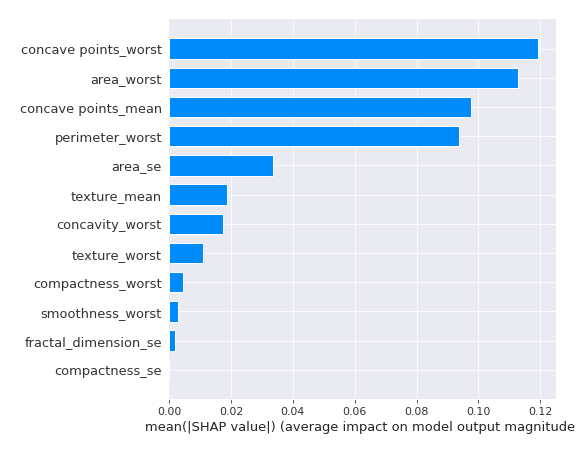 concave points_worst
area_worst
concave points_mean
perimeter_worst
area_se
texture_mean
concavity_worst
texture_worst
compactness_worst
smoothness_worst
fractal_dimension_se
compactness_se
0.00 0.02 0.04 0.06 0.08 0.10 0.12
mean(|SHAP value|) (average impact on model output magnitude